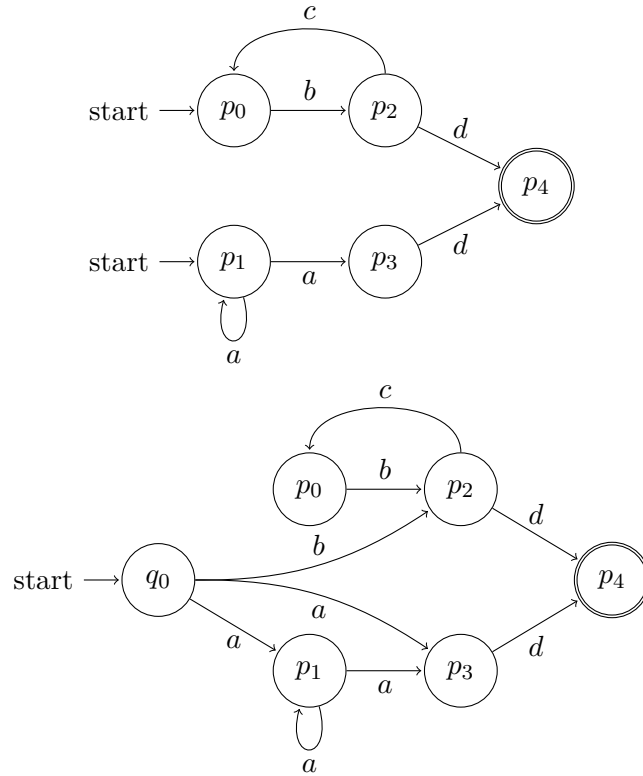 c
start p₀ b p₂
d
p₄
start p₁ a p₃ d
a
c
p₀ b p₂
b d
start q₀ p₄
a
a p₁ a p₃ d
a